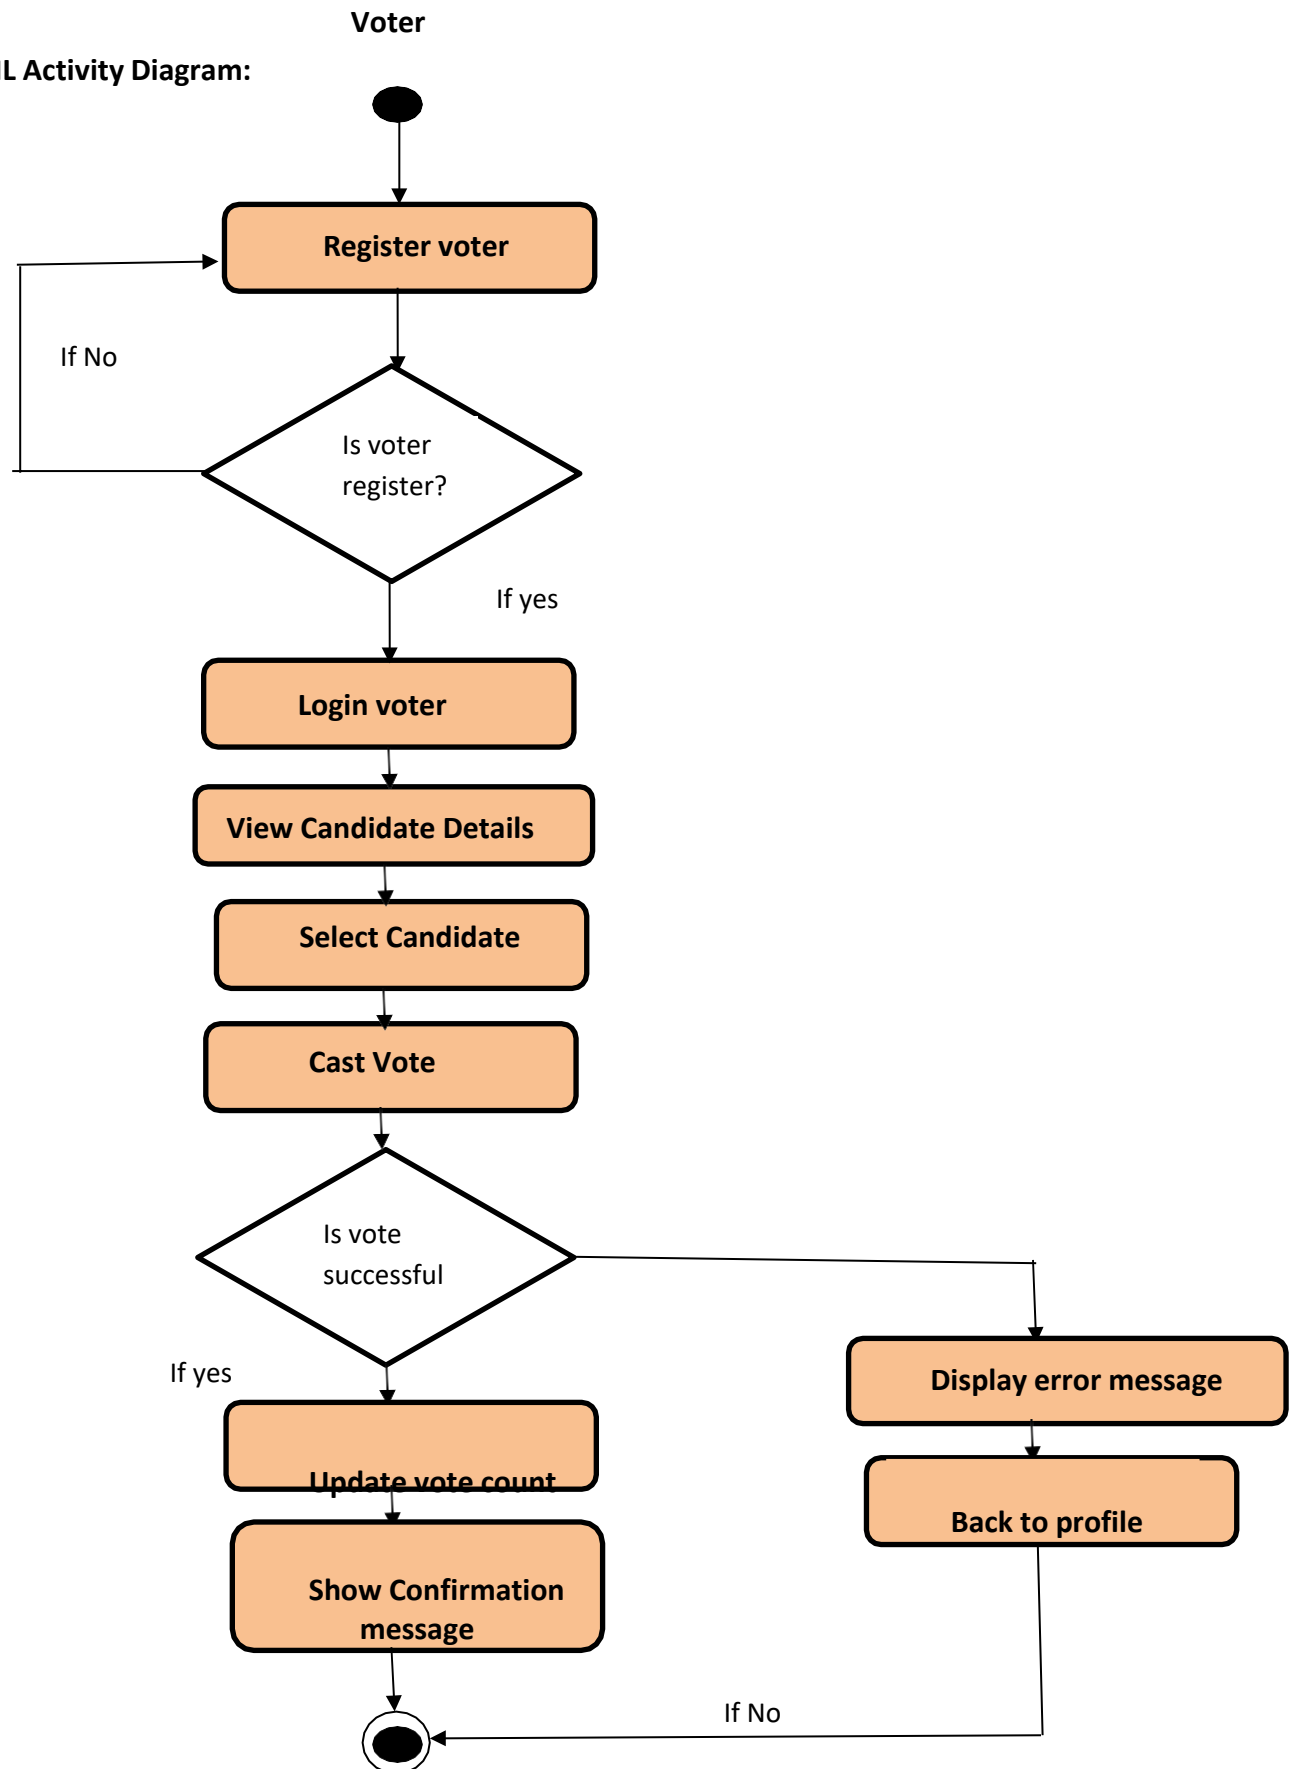 Voter
IL Activity Diagram:
Register voter
If No
Is voter
register?
If yes
Login voter
View Candidate Details
Select Candidate
Cast Vote
Is vote
successful
If yes
Display error message
Update vote count
Back to profile
Show Confirmation
message
If No